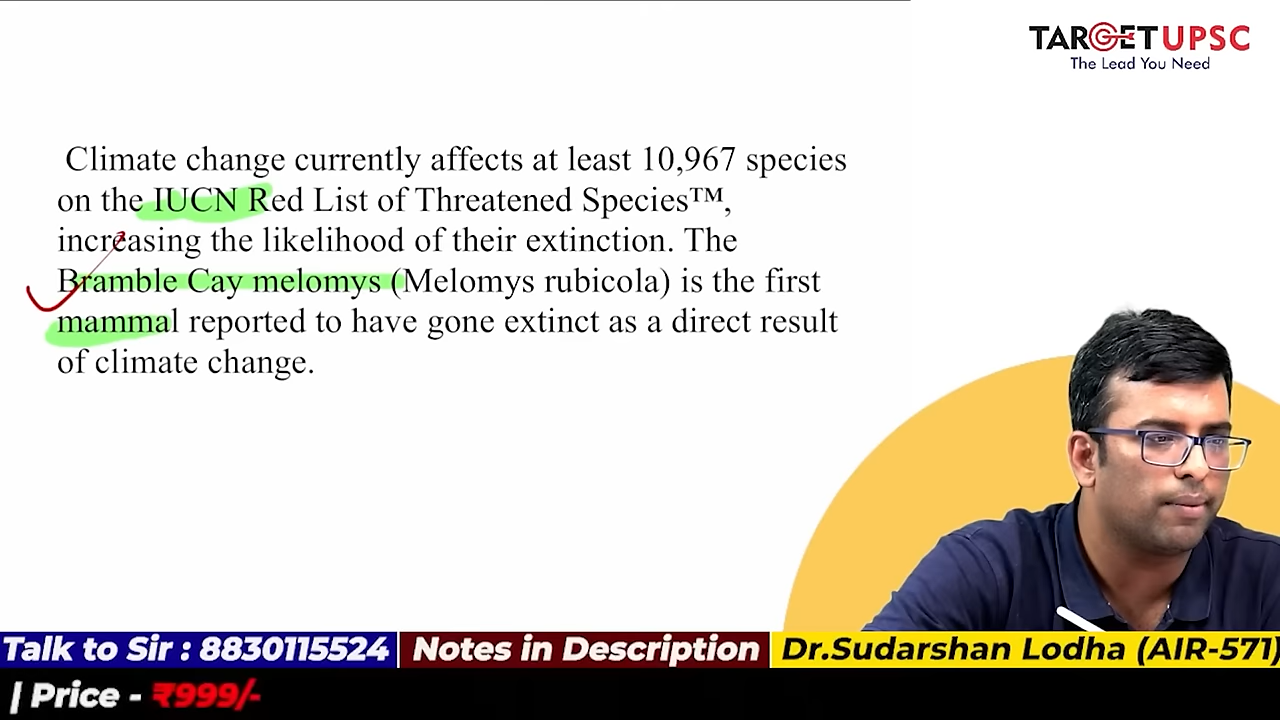 TARGET UPSC
The Lead You Need
Climate change currently affects at least 10,967 species
on the IUCN Red List of Threatened Species™,
increasing the likelihood of their extinction. The
Bramble Cay melomys (Melomys rubicola) is the first
mammal reported to have gone extinct as a direct result
of climate change.
Talk to Sir : 8830115524 Notes in Description Dr.Sudarshan Lodha (AIR-571)
| Price - ₹999/-